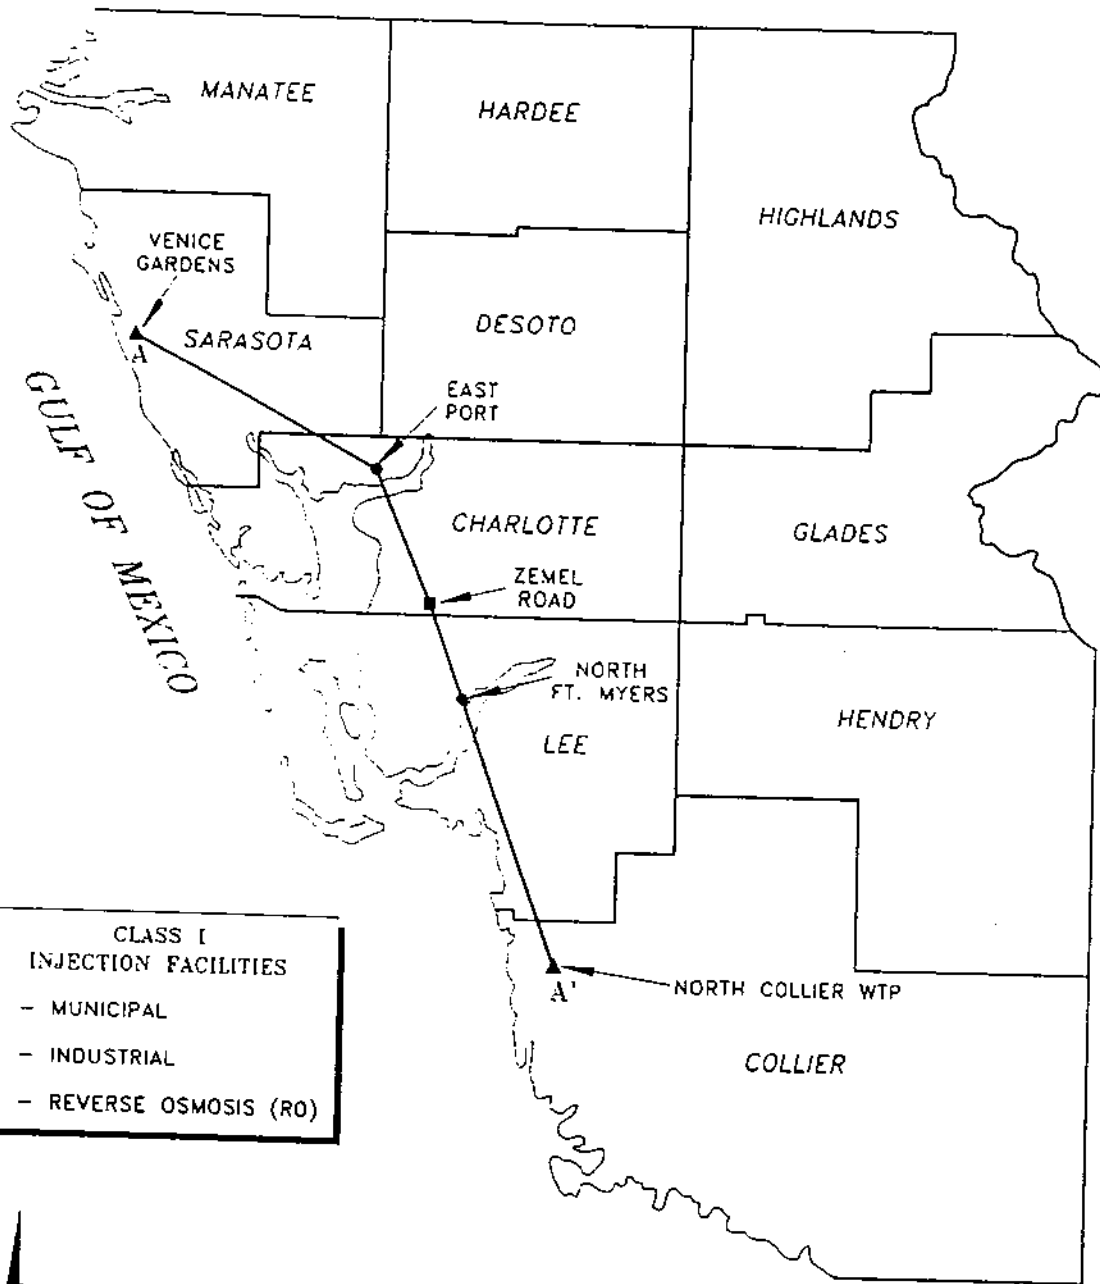 MANATEE
HARDEE
HIGHLANDS
VENICE
GARDENS
SARASOTA
A
DESOTO
EAST
PORT
GULF OF MEXICO
CHARLOTTE
GLADES
ZEMEL
ROAD
NORTH
FT. MYERS
LEE
HENDRY
CLASS I
INJECTION FACILITIES
- MUNICIPAL
- INDUSTRIAL
- REVERSE OSMOSIS (RO)
A'
NORTH COLLIER WTP
COLLIER